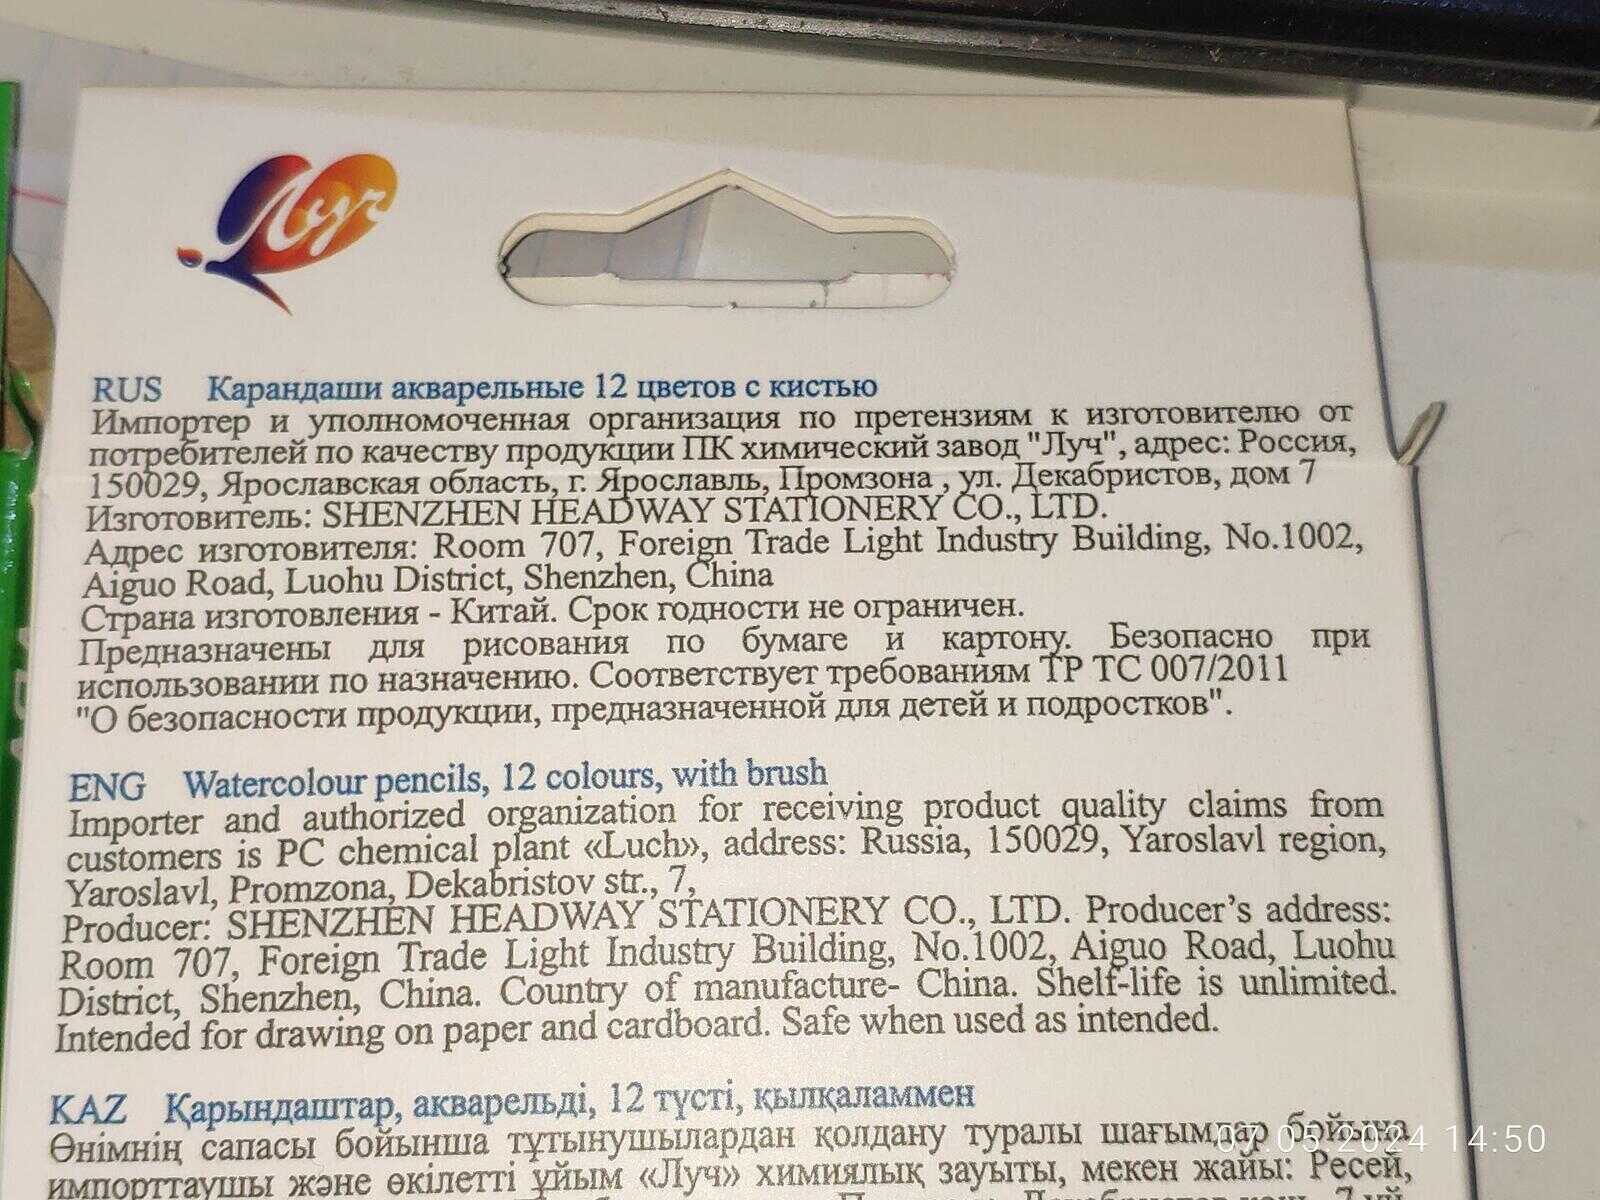 Луч
RUS Карандаши акварельные 12 цветов с кистью
Импортер и уполномоченная организация по претензиям к изготовителю от
потребителей по качеству продукции ПК химический завод "Луч", адрес: Россия,
150029, Ярославская область, г. Ярославль, Промзона , ул. Декабристов, дом 7
Изготовитель: SHENZHEN HEADWAY STATIONERY CO., LTD.
Адрес изготовителя: Room 707, Foreign Trade Light Industry Building, No.1002,
Aiguo Road, Luohu District, Shenzhen, China
Страна изготовления - Китай. Срок годности не ограничен.
Предназначены для рисования по бумаге и картону. Безопасно при
использовании по назначению. Соответствует требованиям ТР ТС 007/2011
"О безопасности продукции, предназначенной для детей и подростков".
ENG Watercolour pencils, 12 colours, with brush
Importer and authorized organization for receiving product quality claims from
customers is PC chemical plant «Luch», address: Russia, 150029, Yaroslavl region,
Yaroslavl, Promzona, Dekabristov str., 7,
Producer: SHENZHEN HEADWAY STATIONERY CO., LTD. Producer’s address:
Room 707, Foreign Trade Light Industry Building, No.1002, Aiguo Road, Luohu
District, Shenzhen, China. Country of manufacture- China. Shelf-life is unlimited.
Intended for drawing on paper and cardboard. Safe when used as intended.
KAZ Қарындаштар, акварельді, 12 түсті, қылқаламмен
Өнімнің сапасы бойынша тұтынушылардан қолдану туралы шағымдар бойынша
импорттаушы және өкілетті ұйым «Луч» химиялық зауыты, мекен жайы: Ресей,
07.05.2024 14:50